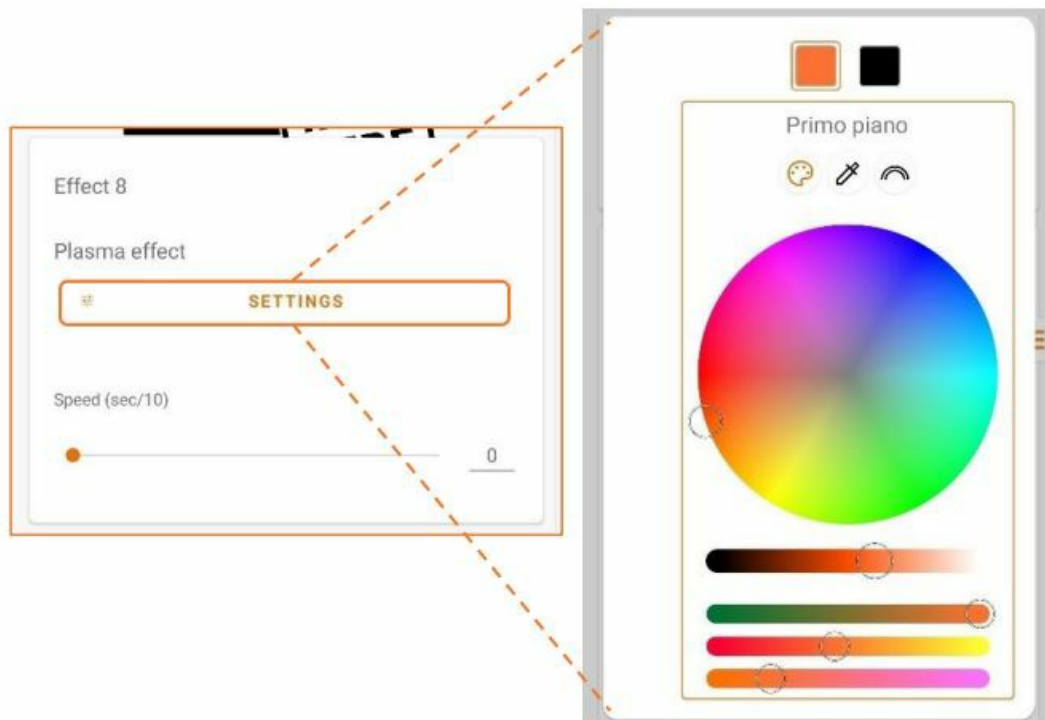 Effect 8
Plasma effect
SETTINGS
Speed (sec/10)
0
Primo piano